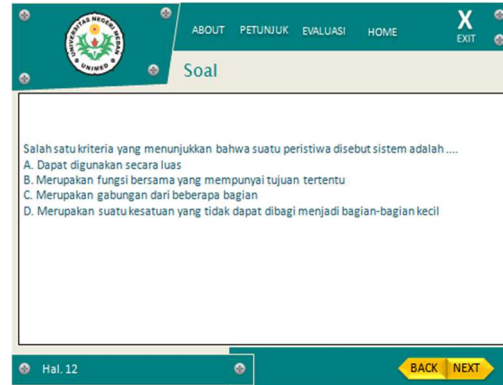 UNIVERSITAS NEGERI MEDAN
UNIMED
ABOUT PETUNJUK EVALUASI HOME X EXIT
Soal
Salah satu kriteria yang menunjukkan bahwa suatu peristiwa disebut sistem adalah ....
A. Dapat digunakan secara luas
B. Merupakan fungsi bersama yang mempunyai tujuan tertentu
C. Merupakan gabungan dari beberapa bagian
D. Merupakan suatu kesatuan yang tidak dapat dibagi menjadi bagian-bagian kecil
Hal. 12
BACK NEXT